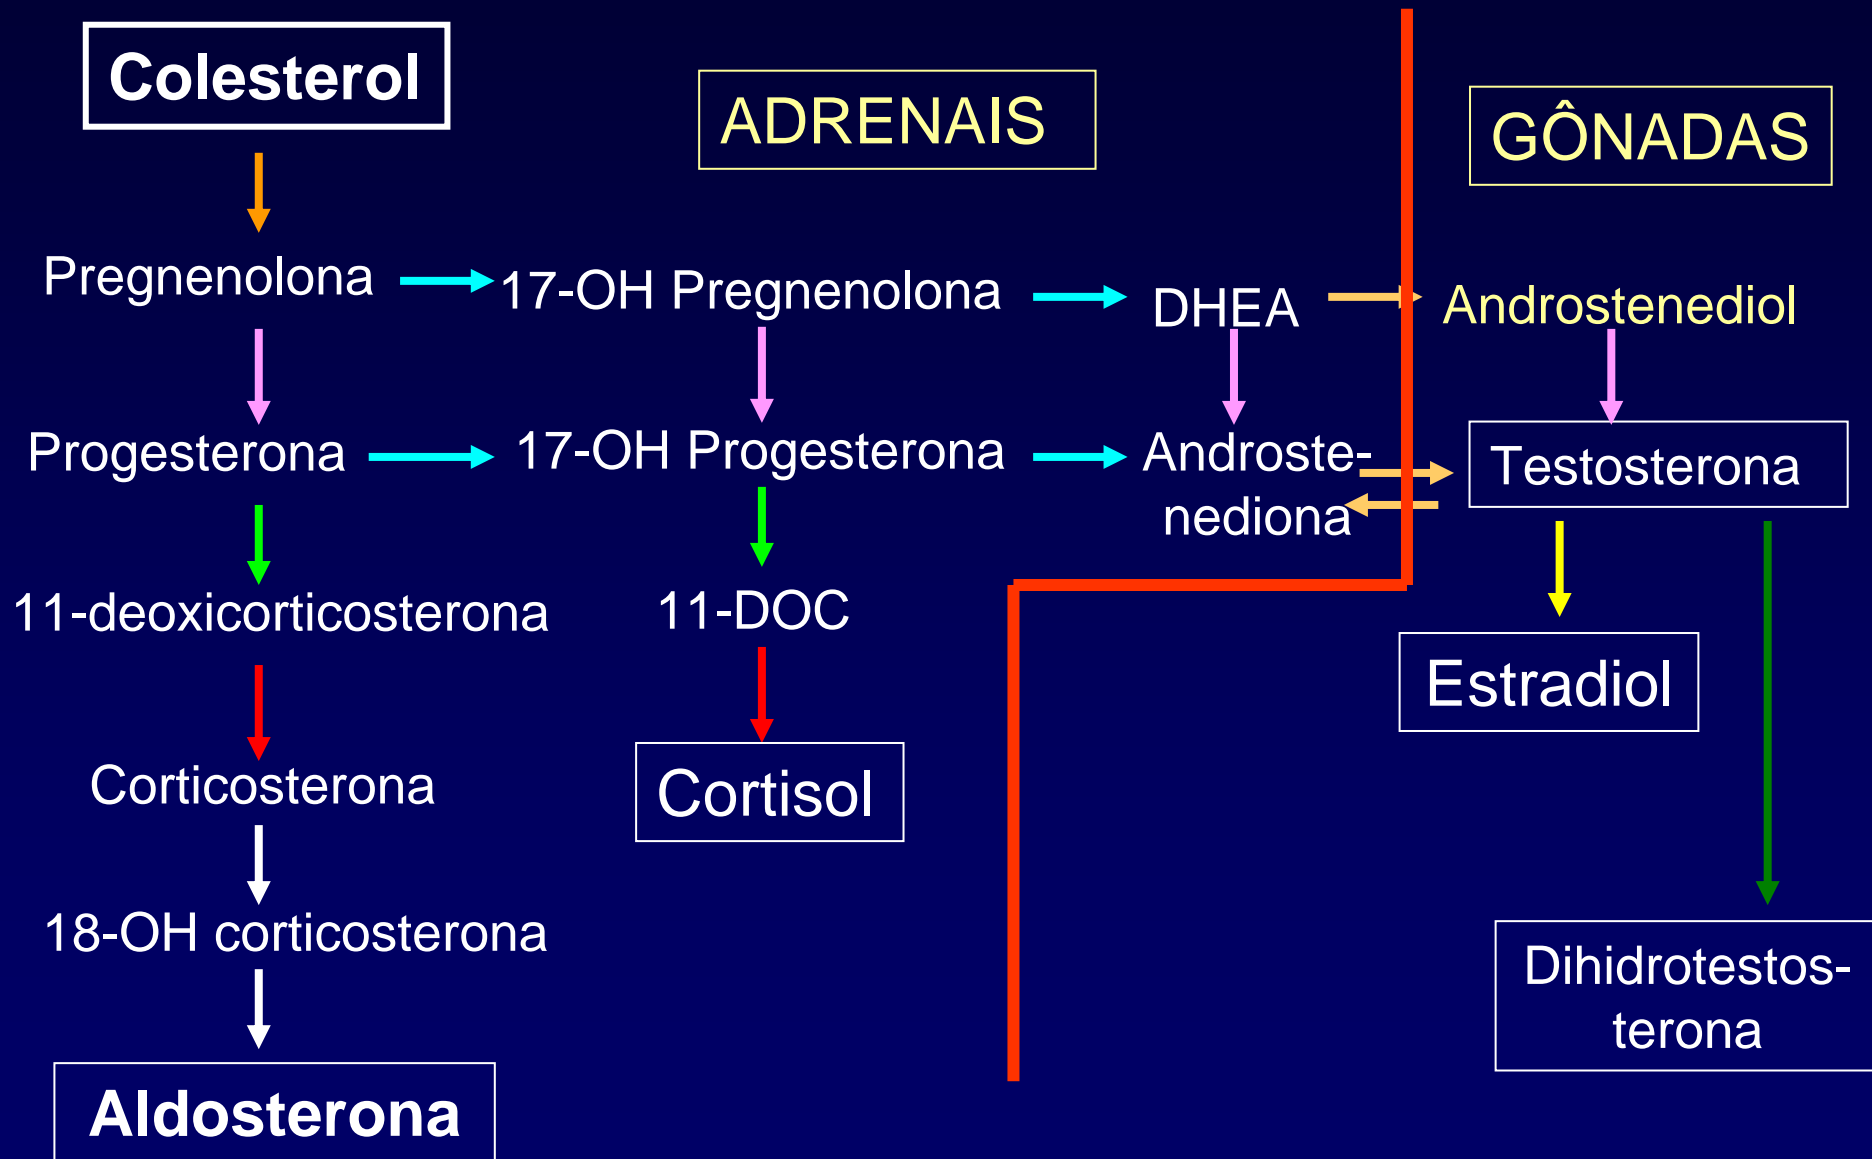 Colesterol
ADRENAIS
GÔNADAS
Pregnenolona
17-OH Pregnenolona
DHEA
Androstenediol
Progesterona
17-OH Progesterona
Androste-
nediona
Testosterona
11-deoxicorticosterona
11-DOC
Estradiol
Corticosterona
Cortisol
18-OH corticosterona
Dihidrotestos-
terona
Aldosterona